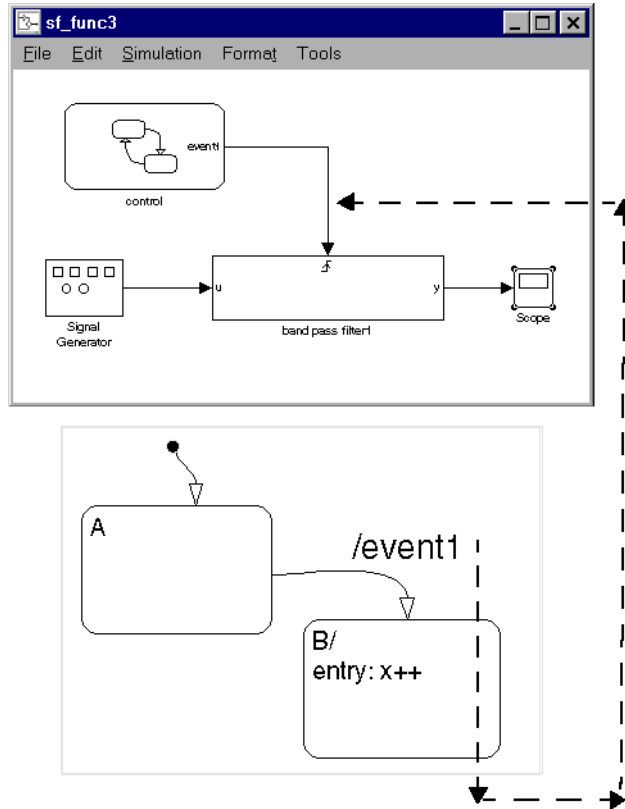 sf_func3
File Edit Simulation Format Tools
event1
control
u
y
Signal
Generator
band pass filter1
Scope
A
/event1
B/
entry: x++